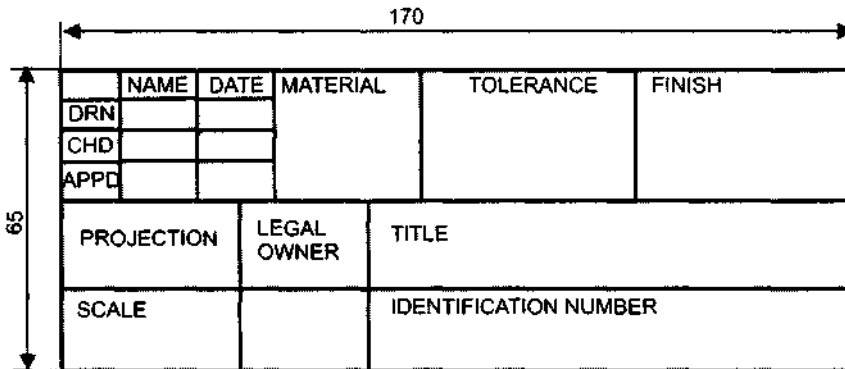 170
NAME DATE MATERIAL TOLERANCE FINISH
DRN
CHD
APPD
65
PROJECTION LEGAL OWNER TITLE
SCALE IDENTIFICATION NUMBER